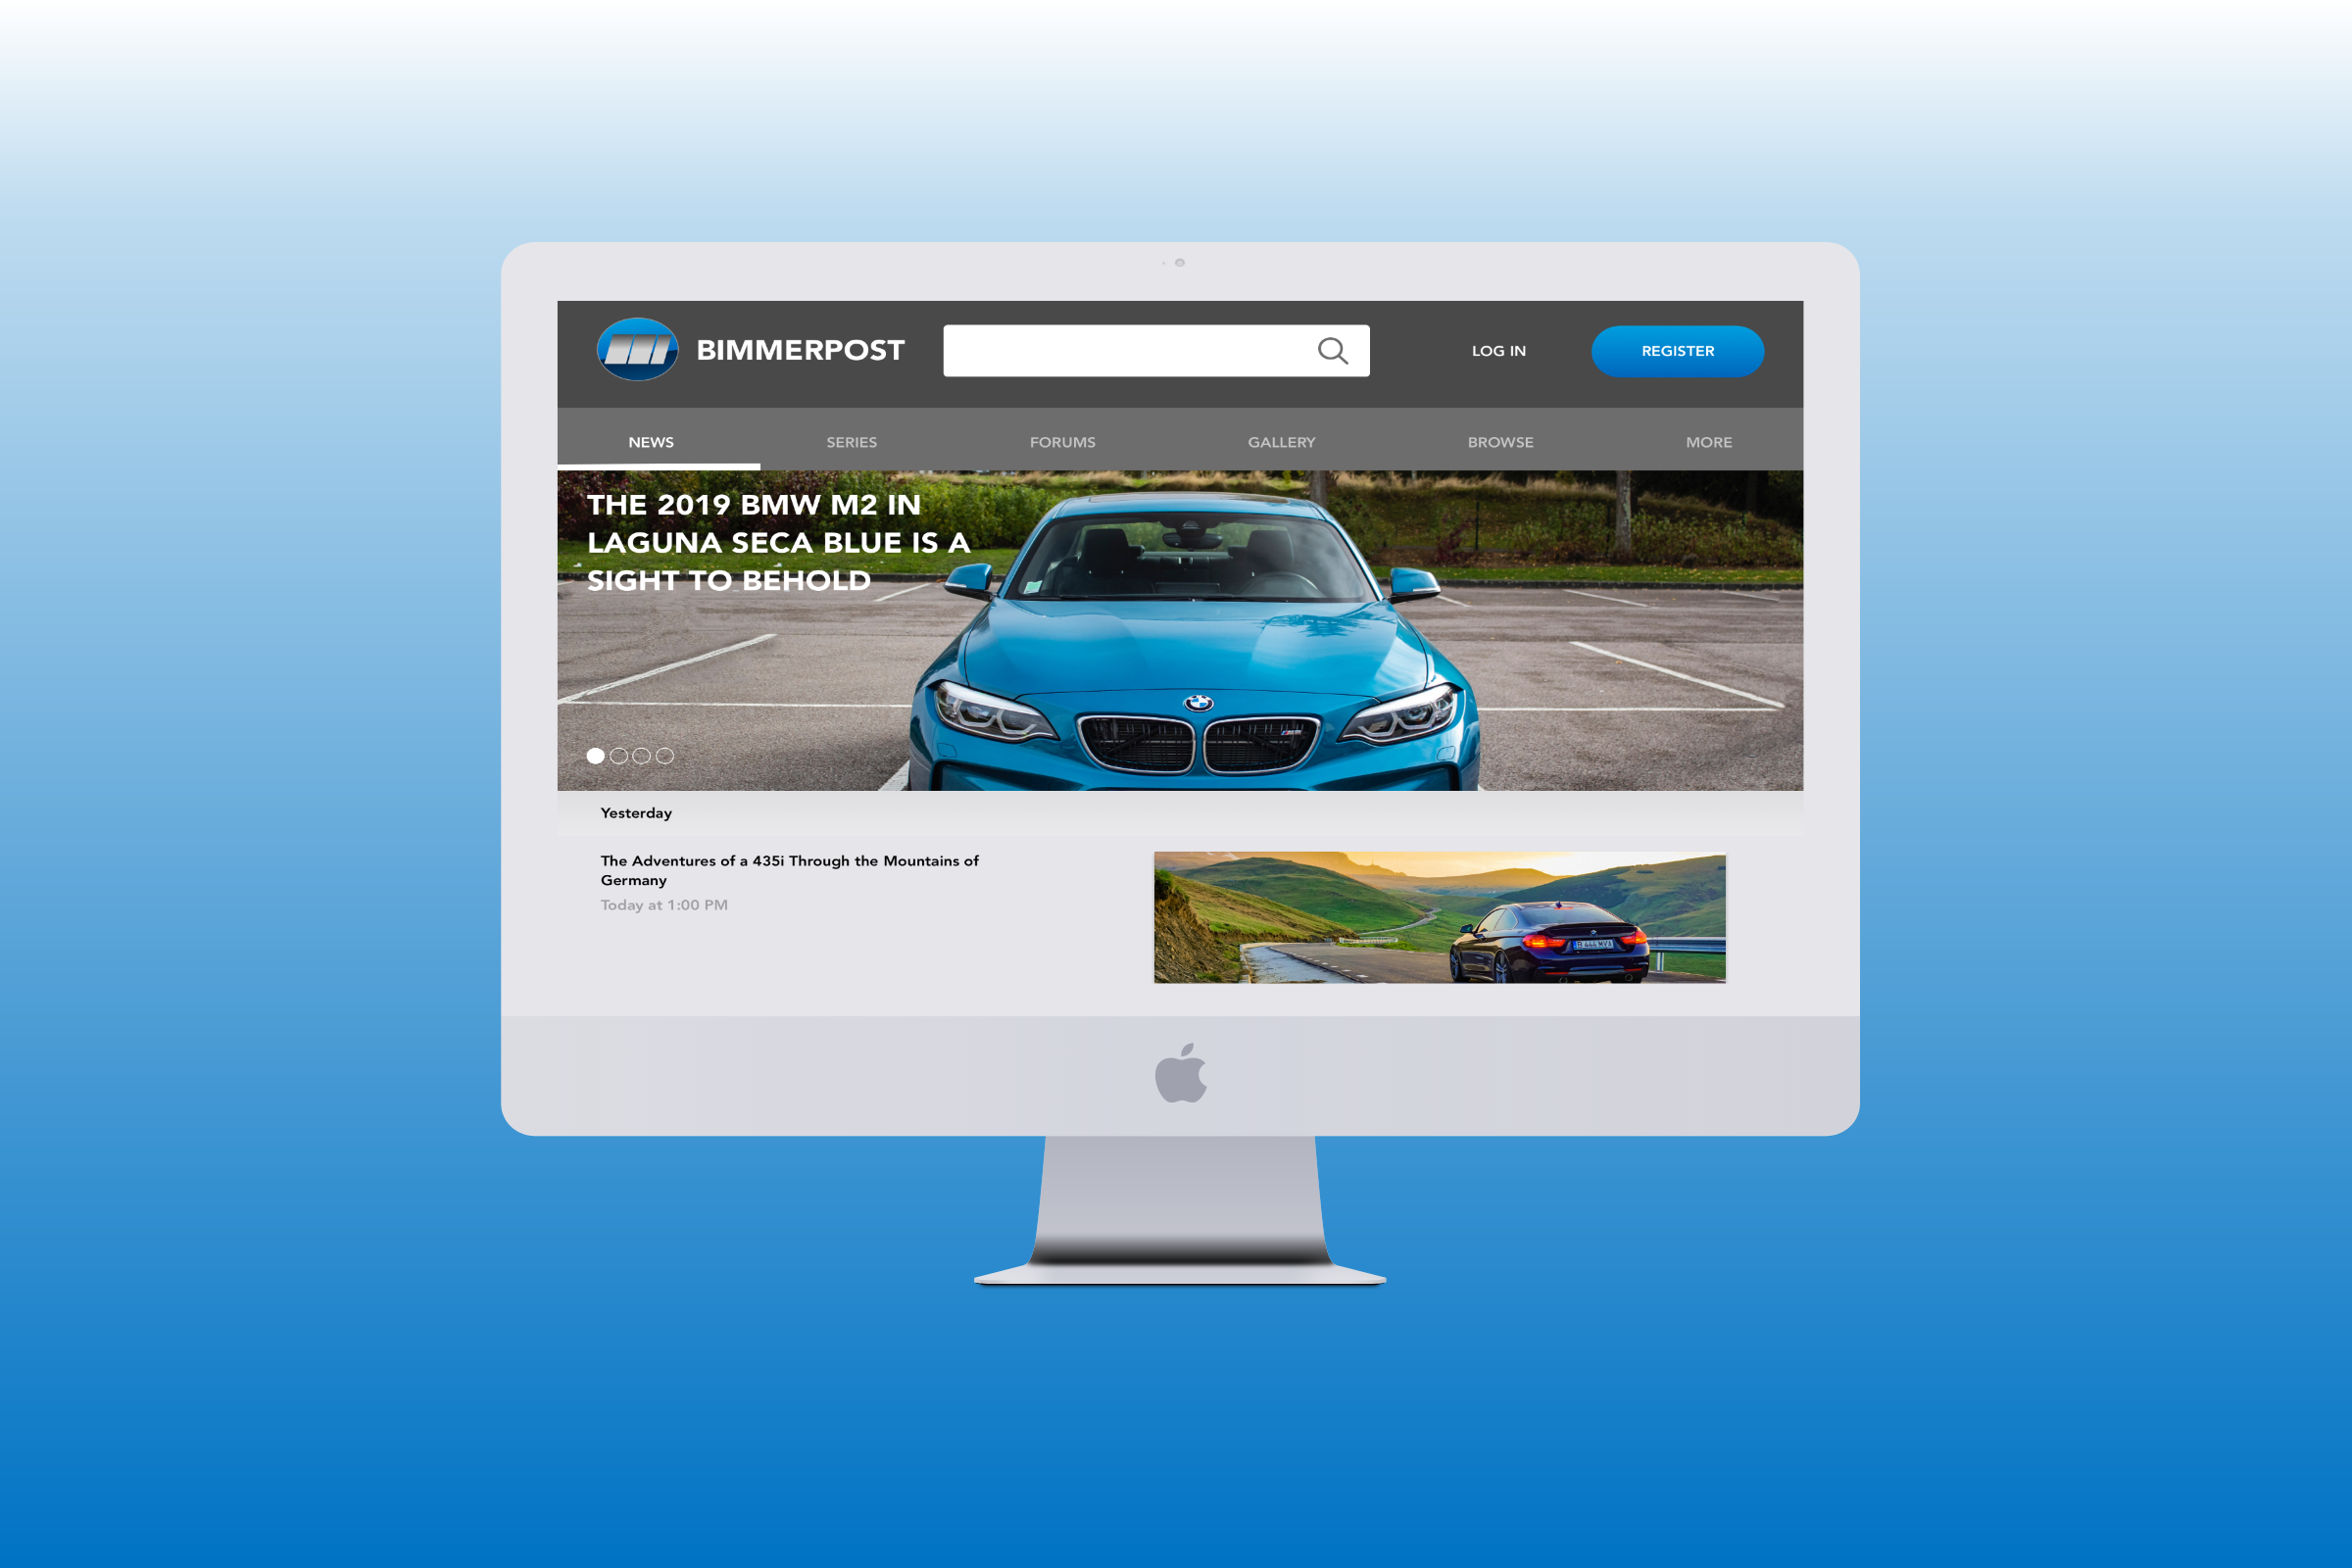 BIMMERPOST
LOG IN
REGISTER
NEWS
SERIES
FORUMS
GALLERY
BROWSE
MORE
THE 2019 BMW M2 IN
LAGUNA SECA BLUE IS A
SIGHT TO BEHOLD
Yesterday
The Adventures of a 435i Through the Mountains of
Germany
Today at 1:00 PM